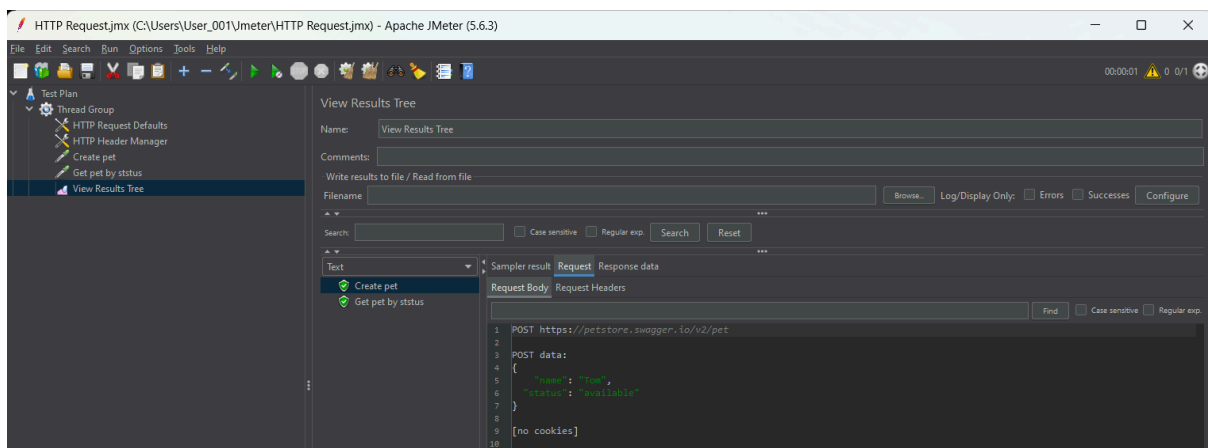 HTTP Request.jmx (C:\Users\User_001\Jmeter\HTTP Request.jmx) - Apache JMeter (5.6.3)
File Edit Search Run Options Tools Help
00:00:01 0 0/1
Test Plan
Thread Group
HTTP Request Defaults
HTTP Header Manager
Create pet
Get pet by ststus
View Results Tree
View Results Tree
Name: View Results Tree
Comments:
Write results to file / Read from file
Filename Browse... Log/Display Only: Errors Successes Configure
Search: Case sensitive Regular exp. Search Reset
Text
Create pet
Get pet by ststus
Sampler result Request Response data
Request Body Request Headers
Find Case sensitive Regular exp.
1 POST https://petstore.swagger.io/v2/pet
2
3 POST data:
4 {
5 "name": "Tom",
6 "status": "available"
7 }
8
9 [no cookies]
10